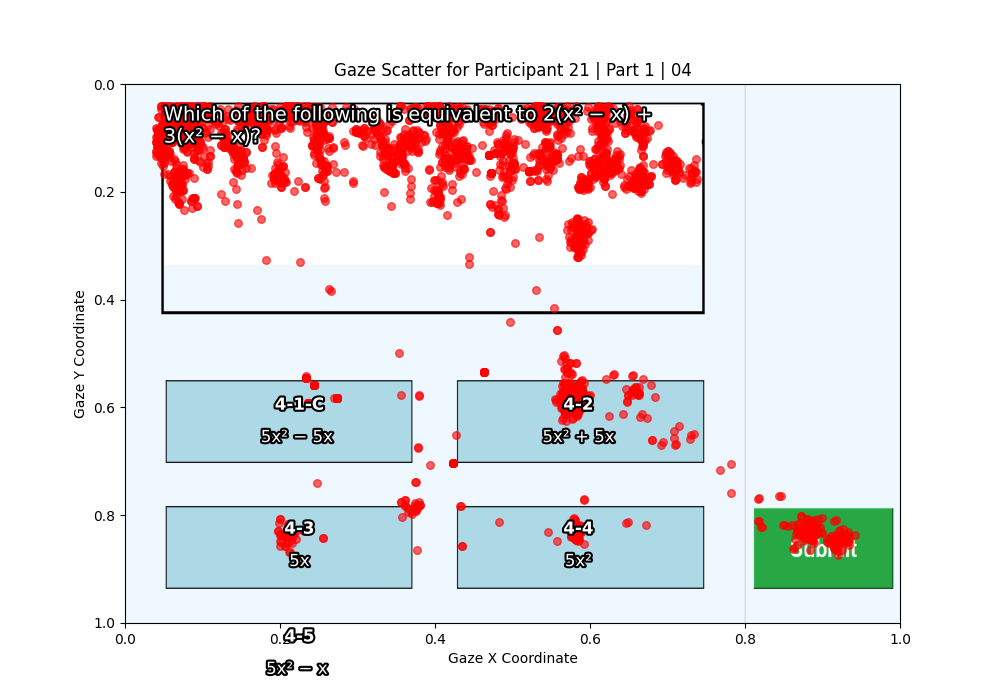 Gaze Scatter for Participant 21 | Part 1 | 04
Which of the following is equivalent to 2(x² − x) +
3(x² − x)?
4-1-C
5x² − 5x
4-2
5x² + 5x
4-3
5x
4-4
5x²
Submit
4-5
5x² − x
Gaze Y Coordinate
0.0
0.2
0.4
0.6
0.8
1.0
0.0
0.2
0.4
0.6
0.8
1.0
Gaze X Coordinate